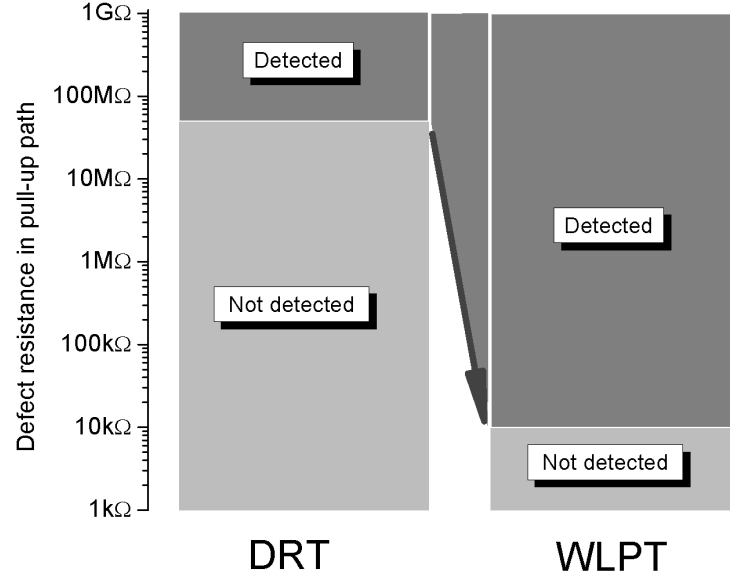 Defect resistance in pull-up path
1GΩ
100MΩ
10MΩ
1MΩ
100kΩ
10kΩ
1kΩ
Detected
Not detected
Detected
Not detected
DRT
WLPT